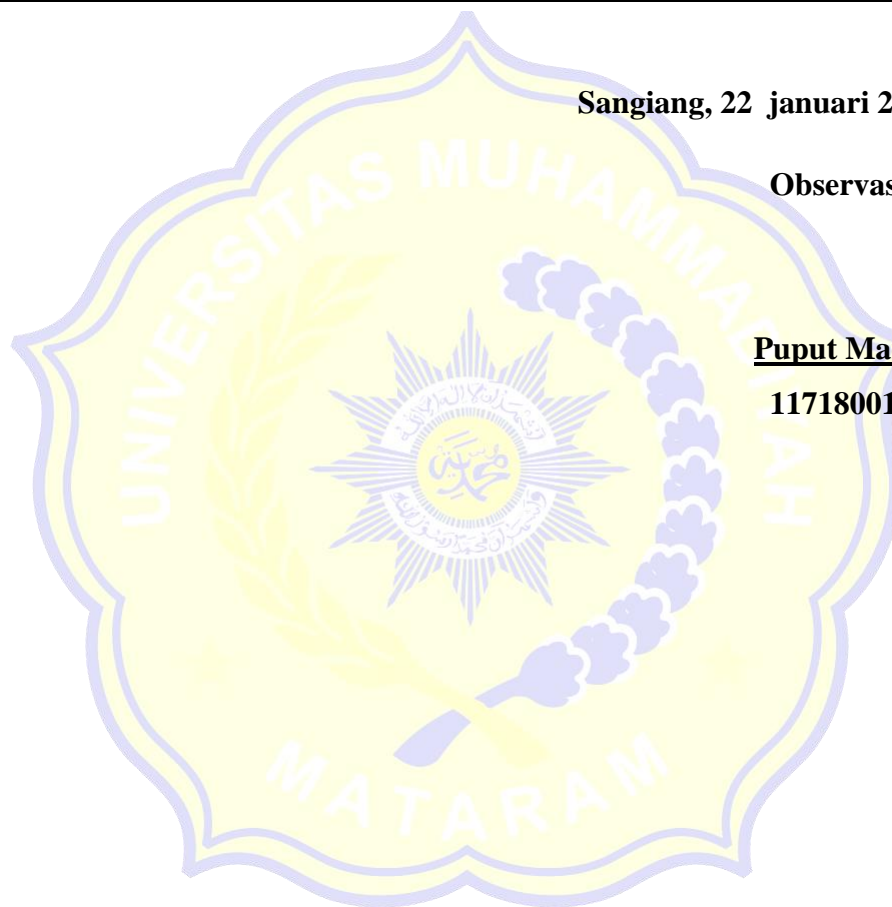 Sangiang, 22 januari 2
Observas
Puput Ma
11718001
UNIVERSITAS MUHAMMADIYAH
MATARAM